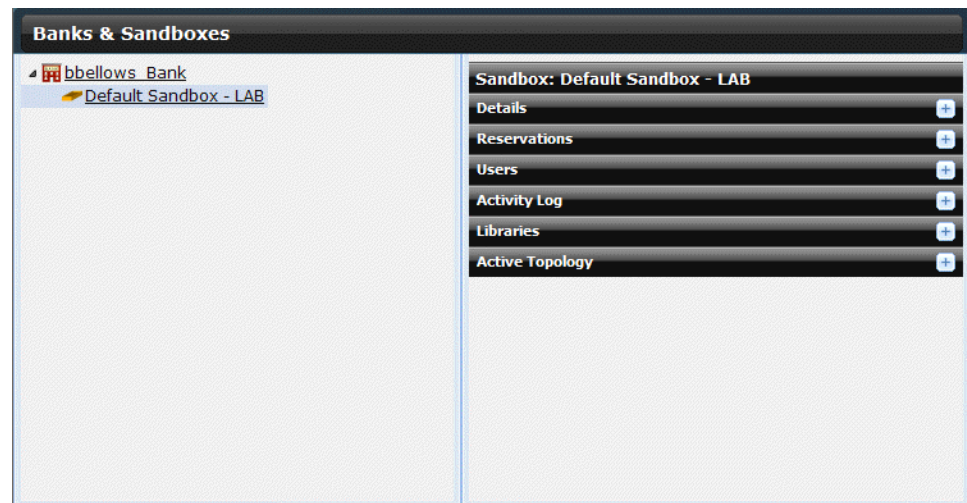 Banks & Sandboxes
bbellows_Bank
Default Sandbox - LAB
Sandbox: Default Sandbox - LAB
Details
Reservations
Users
Activity Log
Libraries
Active Topology